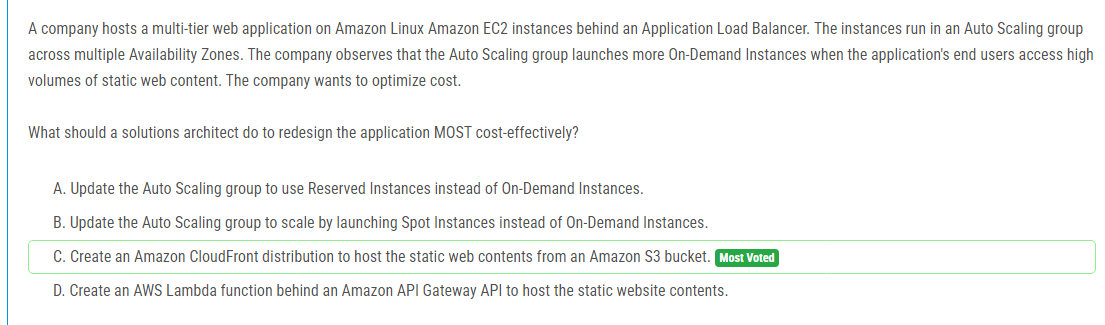 A company hosts a multi-tier web application on Amazon Linux Amazon EC2 instances behind an Application Load Balancer. The instances run in an Auto Scaling group
across multiple Availability Zones. The company observes that the Auto Scaling group launches more On-Demand Instances when the application's end users access high
volumes of static web content. The company wants to optimize cost.
What should a solutions architect do to redesign the application MOST cost-effectively?
A. Update the Auto Scaling group to use Reserved Instances instead of On-Demand Instances.
B. Update the Auto Scaling group to scale by launching Spot Instances instead of On-Demand Instances.
C. Create an Amazon CloudFront distribution to host the static web contents from an Amazon S3 bucket. Most Voted
D. Create an AWS Lambda function behind an Amazon API Gateway API to host the static website contents.